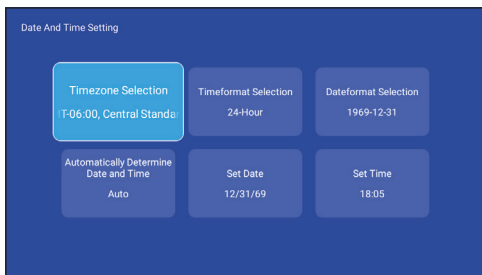 Date And Time Setting
Timezone Selection
T-06:00, Central Standa
Timeformat Selection
24-Hour
Dateformat Selection
1969-12-31
Automatically Determine
Date and Time
Auto
Set Date
12/31/69
Set Time
18:05